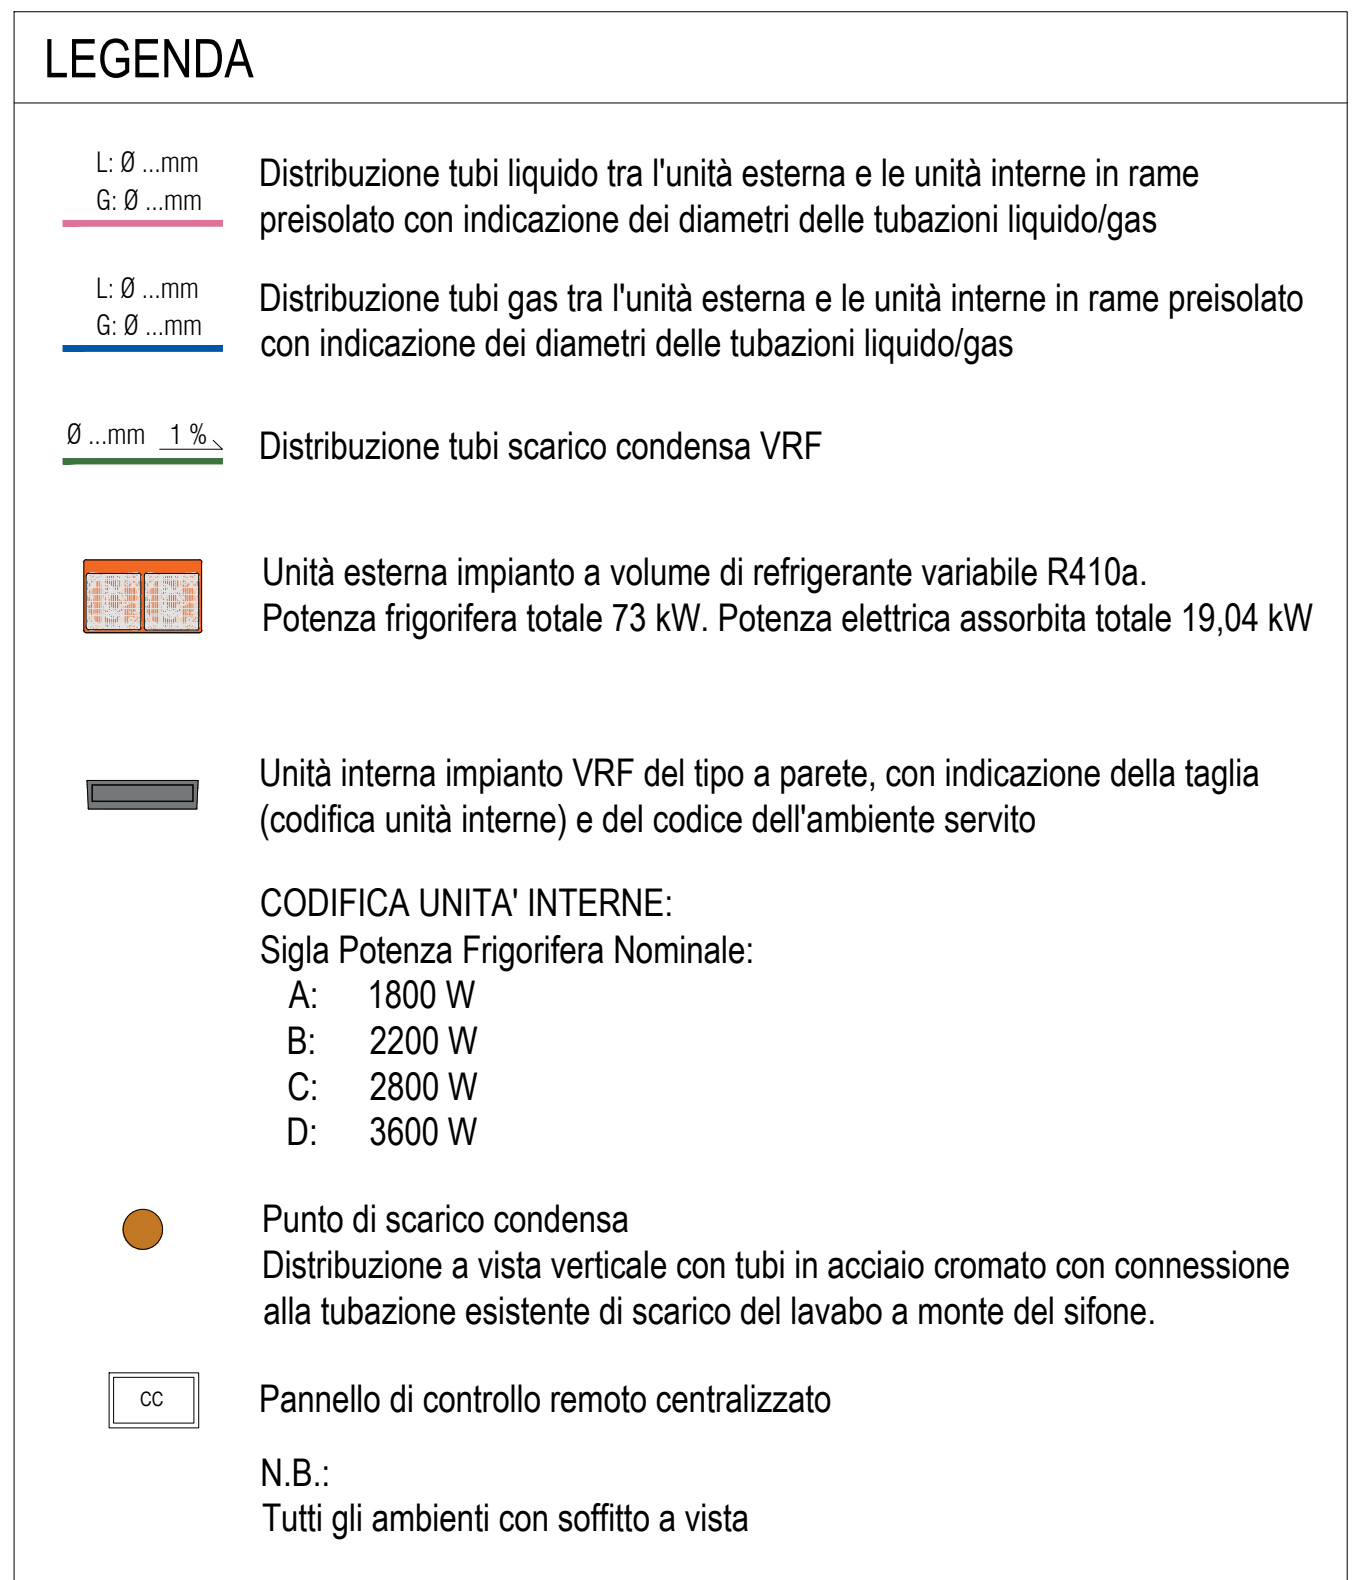 LEGENDA
L: Ø ...mm
G: Ø ...mm
Distribuzione tubi liquido tra l'unità esterna e le unità interne in rame
preisolato con indicazione dei diametri delle tubazioni liquido/gas
L: Ø ...mm
G: Ø ...mm
Distribuzione tubi gas tra l'unità esterna e le unità interne in rame preisolato
con indicazione dei diametri delle tubazioni liquido/gas
Ø ...mm 1 %
Distribuzione tubi scarico condensa VRF
Unità esterna impianto a volume di refrigerante variabile R410a.
Potenza frigorifera totale 73 kW. Potenza elettrica assorbita totale 19,04 kW
Unità interna impianto VRF del tipo a parete, con indicazione della taglia
(codifica unità interne) e del codice dell'ambiente servito
CODIFICA UNITA' INTERNE:
Sigla Potenza Frigorifera Nominale:
A: 1800 W
B: 2200 W
C: 2800 W
D: 3600 W
Punto di scarico condensa
Distribuzione a vista verticale con tubi in acciaio cromato con connessione
alla tubazione esistente di scarico del lavabo a monte del sifone.
CC
Pannello di controllo remoto centralizzato
N.B.:
Tutti gli ambienti con soffitto a vista